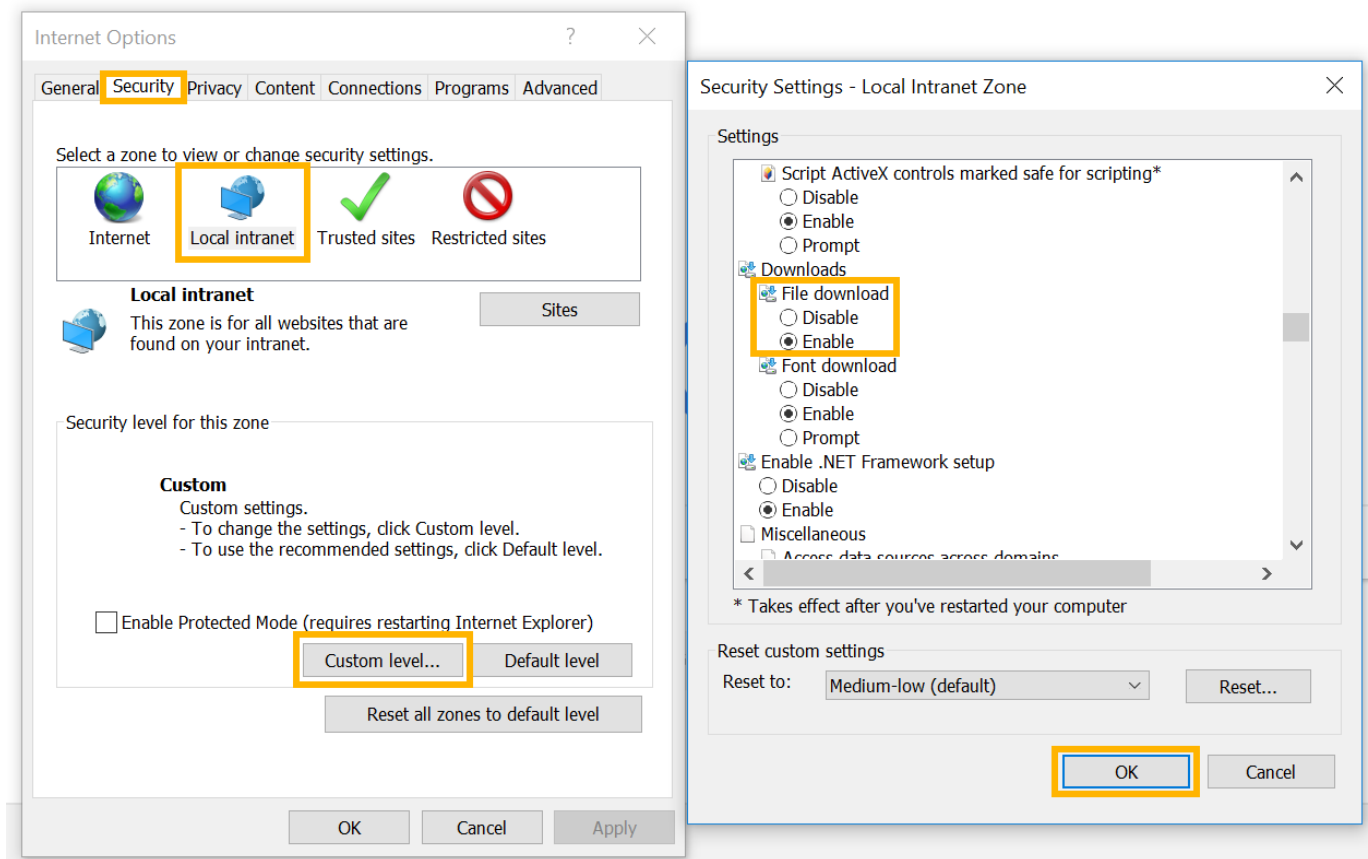 Internet Options
General Security Privacy Content Connections Programs Advanced
Select a zone to view or change security settings.
Internet Local intranet Trusted sites Restricted sites
Local intranet
Sites
This zone is for all websites that are
found on your intranet.
Security level for this zone
Custom
Custom settings.
- To change the settings, click Custom level.
- To use the recommended settings, click Default level.
Enable Protected Mode (requires restarting Internet Explorer)
Custom level... Default level
Reset all zones to default level
OK Cancel Apply
Security Settings - Local Intranet Zone
Settings
Script ActiveX controls marked safe for scripting*
Disable
Enable
Prompt
Downloads
File download
Disable
Enable
Font download
Disable
Enable
Prompt
Enable .NET Framework setup
Disable
Enable
Miscellaneous
Access data sources across domains
* Takes effect after you've restarted your computer
Reset custom settings
Reset to: Medium-low (default) Reset...
OK Cancel